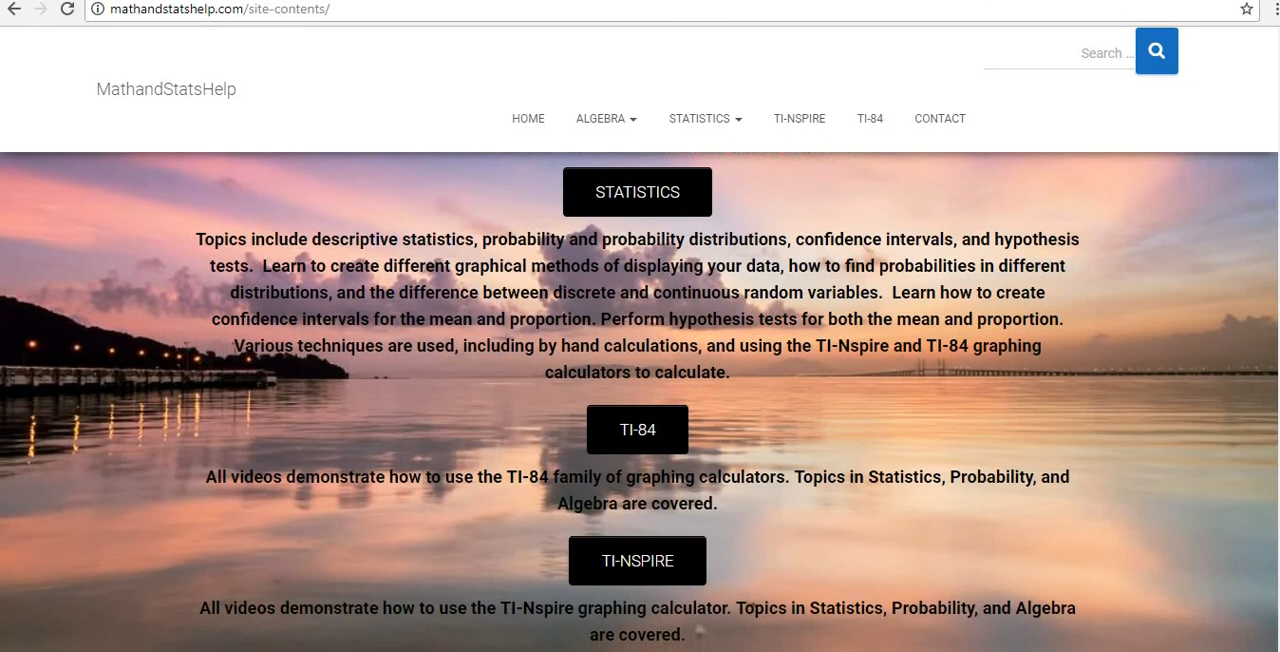 mathandstatshelp.com/site-contents/
Search ...
MathandStatsHelp
HOME ALGEBRA STATISTICS TI-NSPIRE TI-84 CONTACT
STATISTICS
Topics include descriptive statistics, probability and probability distributions, confidence intervals, and hypothesis
tests.  Learn to create different graphical methods of displaying your data, how to find probabilities in different
distributions, and the difference between discrete and continuous random variables.  Learn how to create
confidence intervals for the mean and proportion. Perform hypothesis tests for both the mean and proportion.
Various techniques are used, including by hand calculations, and using the TI-Nspire and TI-84 graphing
calculators to calculate.
TI-84
All videos demonstrate how to use the TI-84 family of graphing calculators. Topics in Statistics, Probability, and
Algebra are covered.
TI-NSPIRE
All videos demonstrate how to use the TI-Nspire graphing calculator. Topics in Statistics, Probability, and Algebra
are covered.